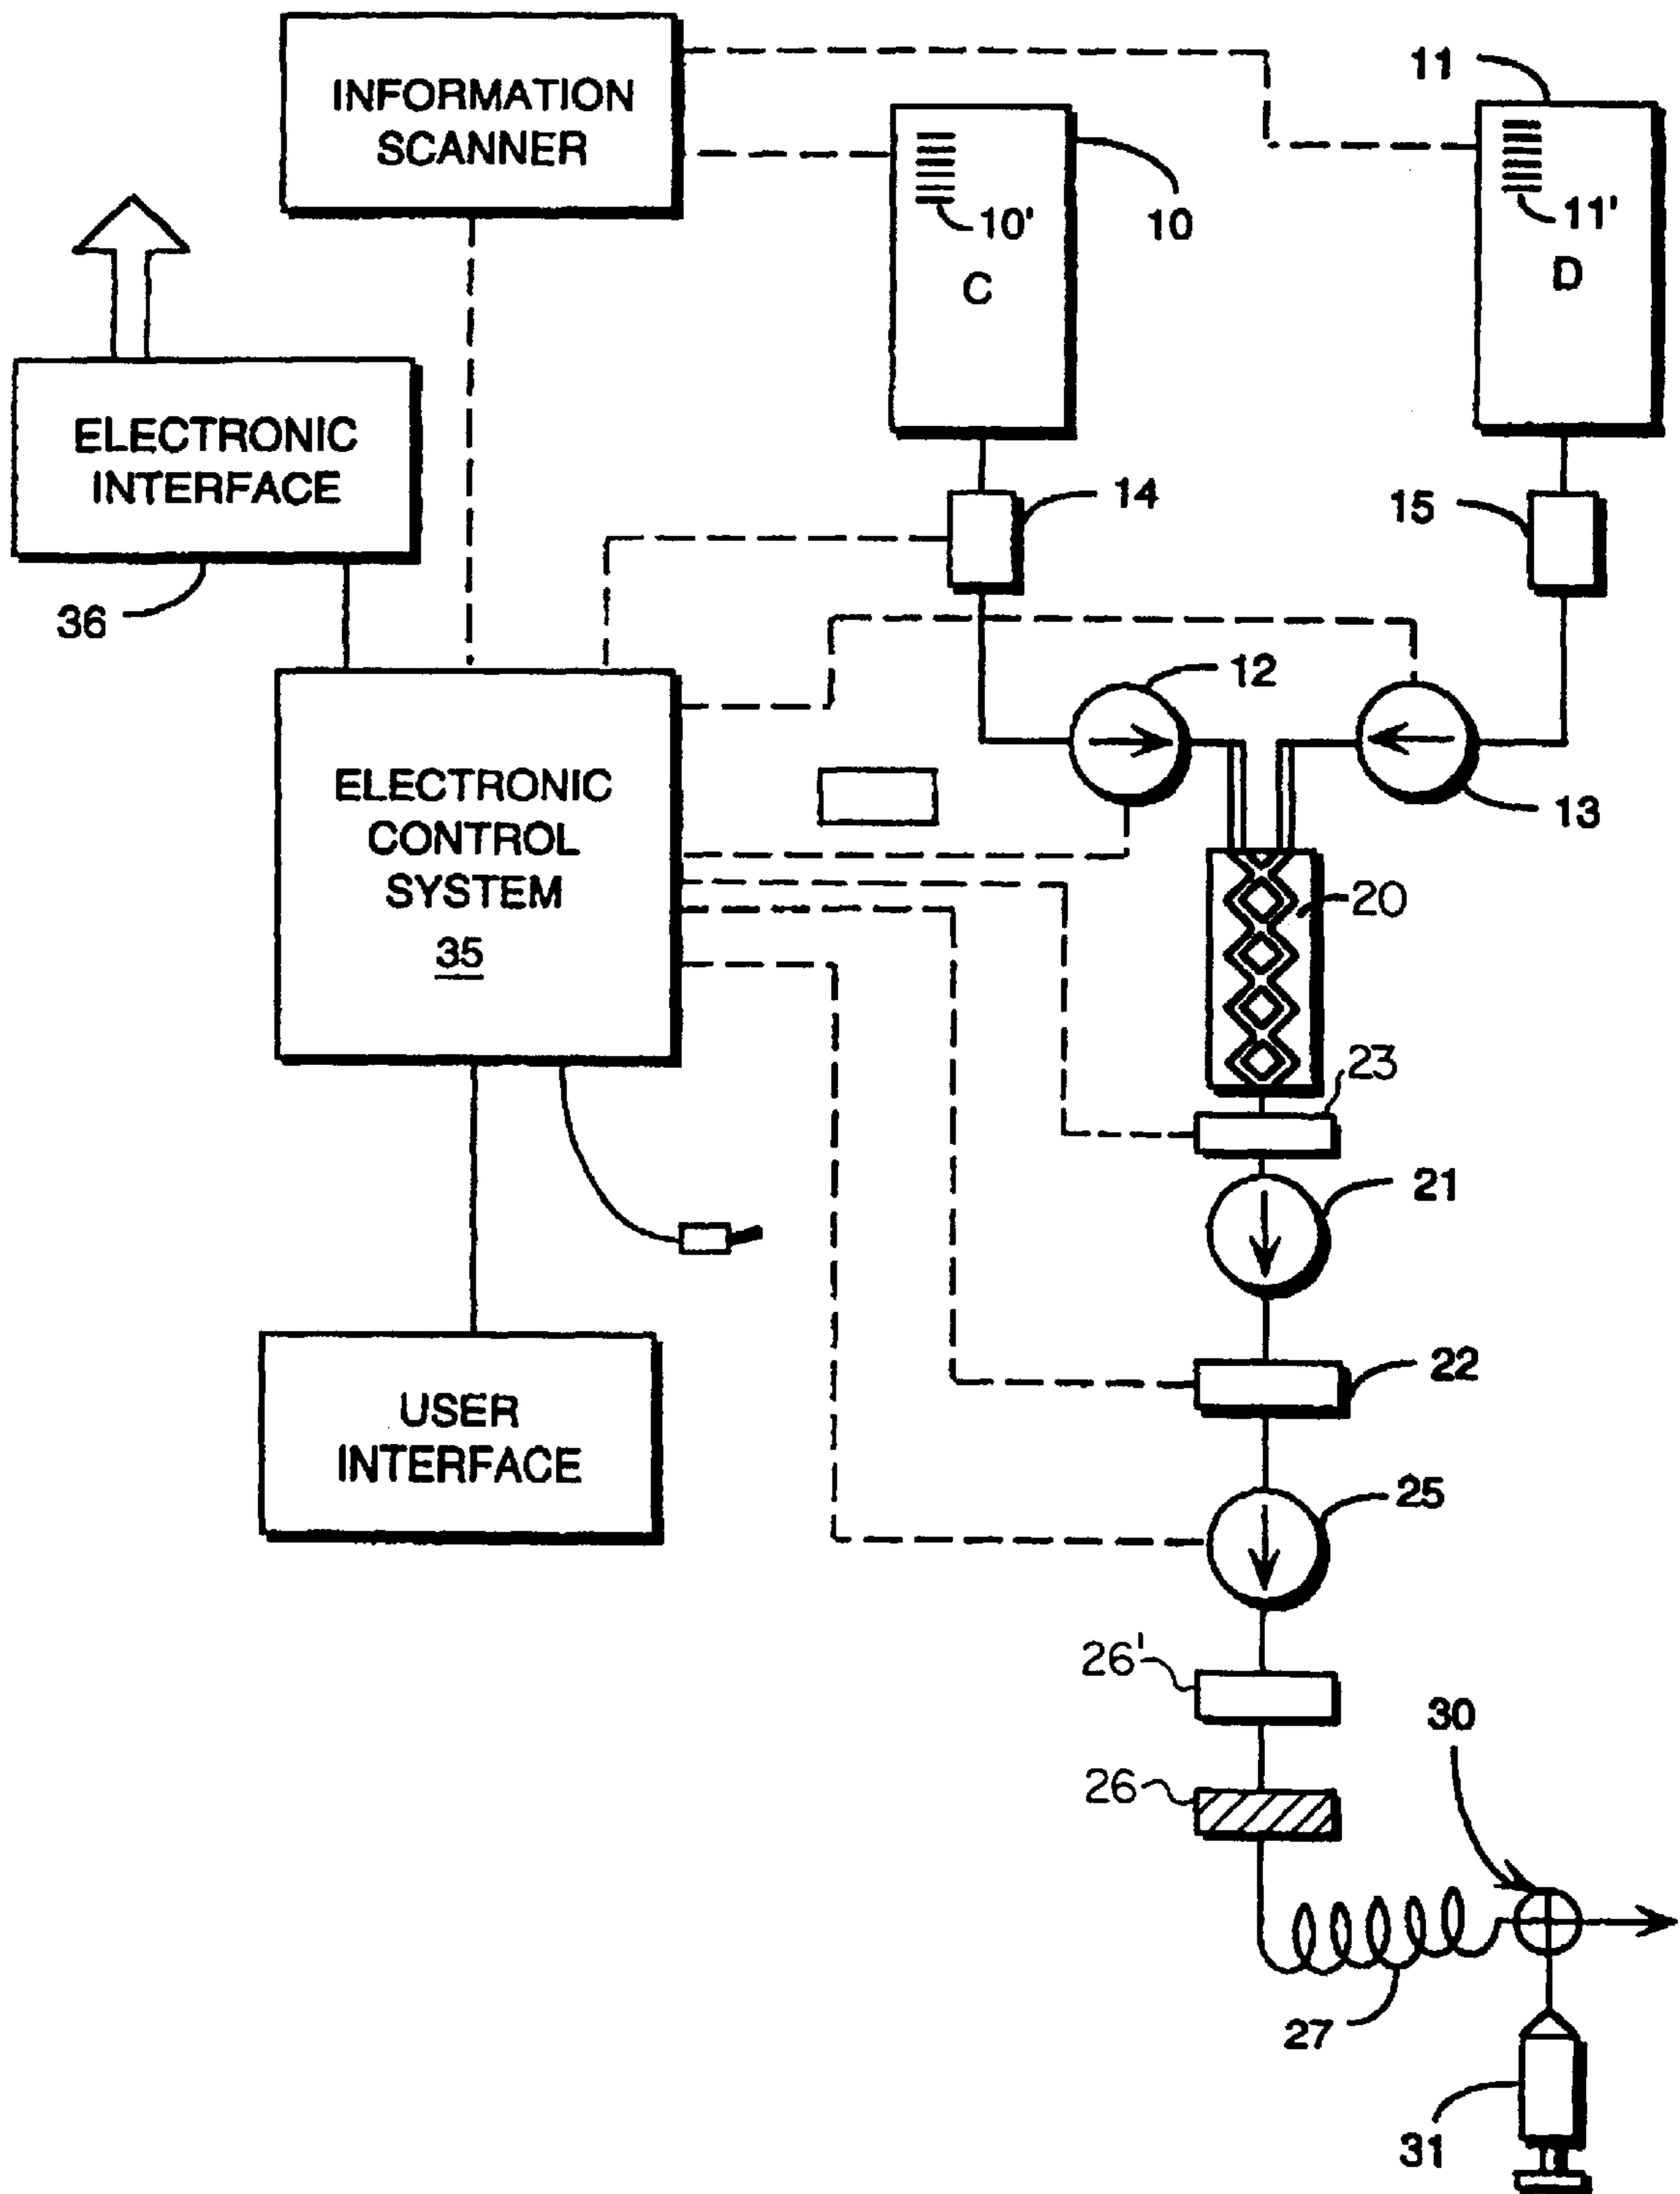 INFORMATION
SCANNER
11
10
10'
C
11'
D
ELECTRONIC
INTERFACE
36
14
15
12
13
ELECTRONIC
CONTROL
SYSTEM
35
20
23
21
22
USER
INTERFACE
25
26'
26
30
27
31